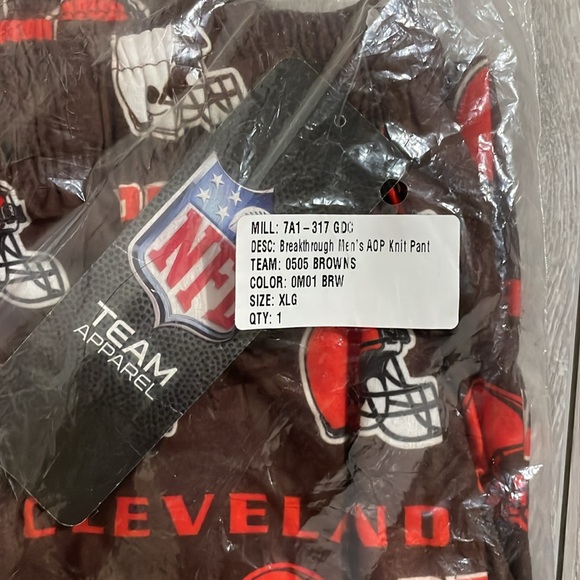 MILL: 7A1-317 GDC
DESC: Breakthrough Men's AOP Knit Pant
TEAM: 0505 BROWNS
COLOR: 0M01 BRW
SIZE: XLG
QTY: 1
NFL
TEAM
APPAREL
CLEVELND